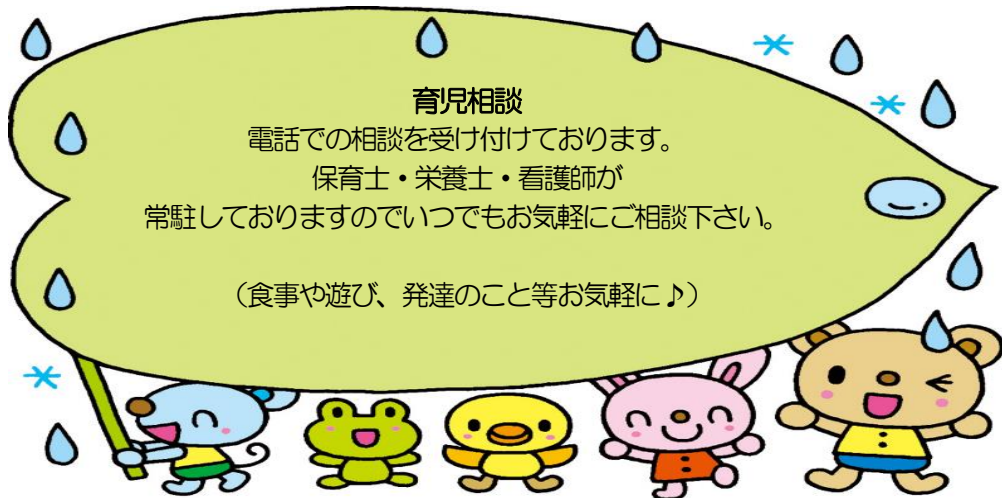 育児相談
電話での相談を受け付けております。
保育士・栄養士・看護師が
常駐しておりますのでいつでもお気軽にご相談下さい。
（食事や遊び、発達のこと等お気軽に♪）